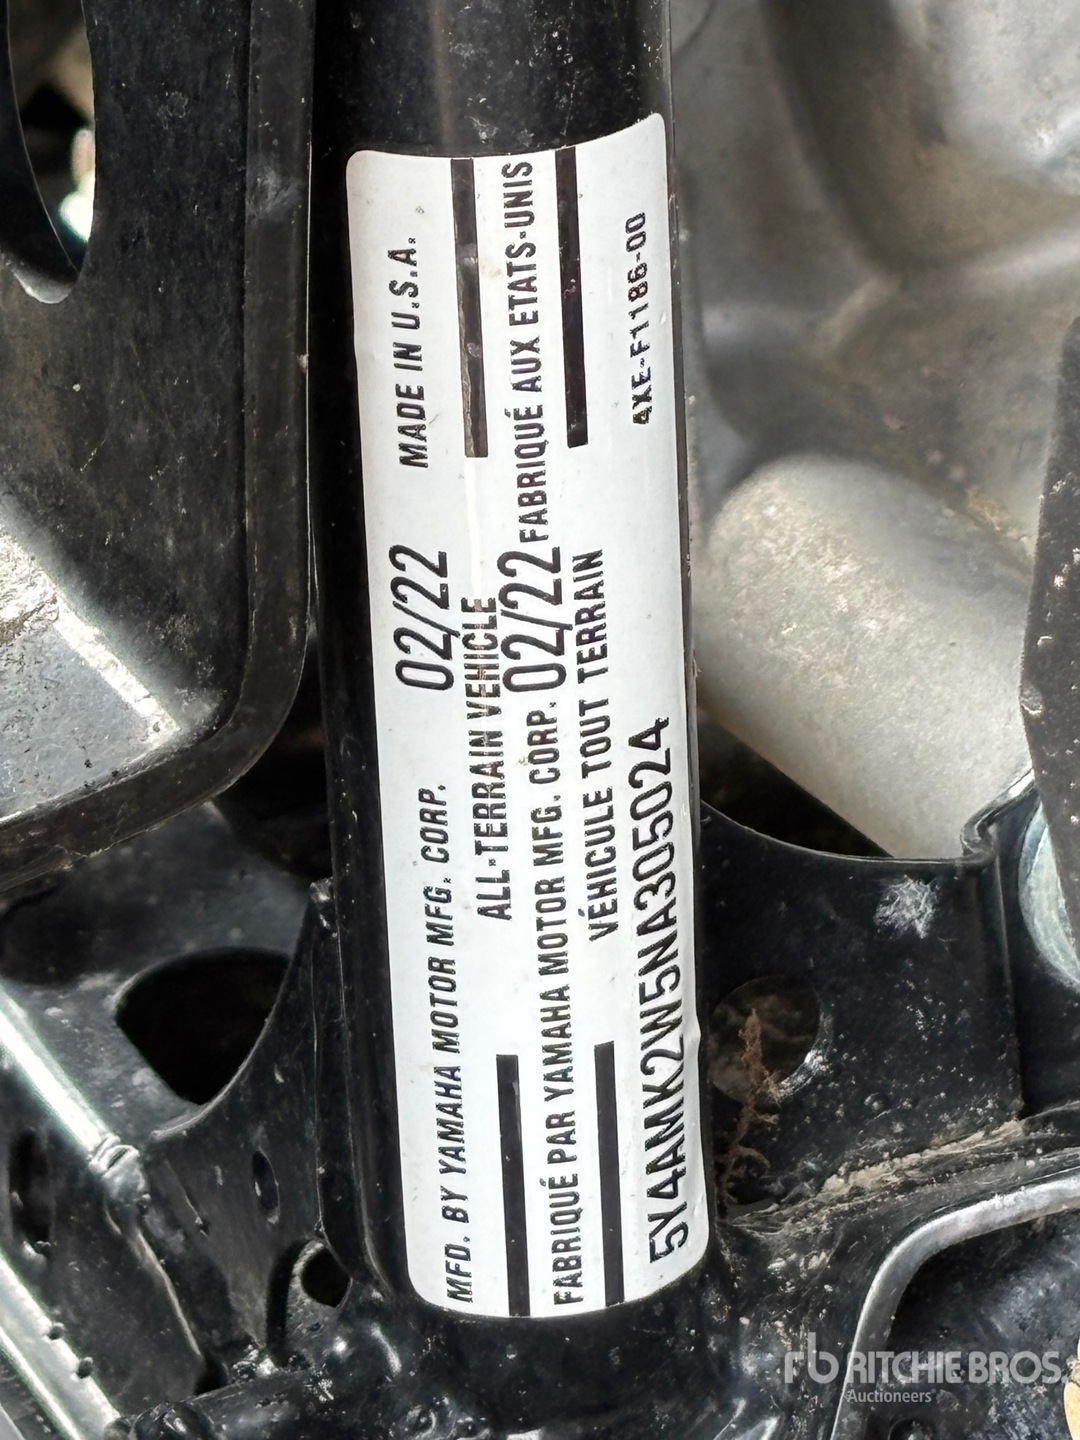 MFD. BY YAMAHA MOTOR MFG. CORP. 02/22 MADE IN U.S.A.
ALL-TERRAIN VEHICLE
FABRIQUÉ PAR YAMAHA MOTOR MFG. CORP. 02/22 FABRIQUÉ AUX ETATS-UNIS
VÉHICULE TOUT TERRAIN
5Y4AMK2W5NA305024 4XE-F1186-00
rb RITCHIE BROS.
Auctioneers